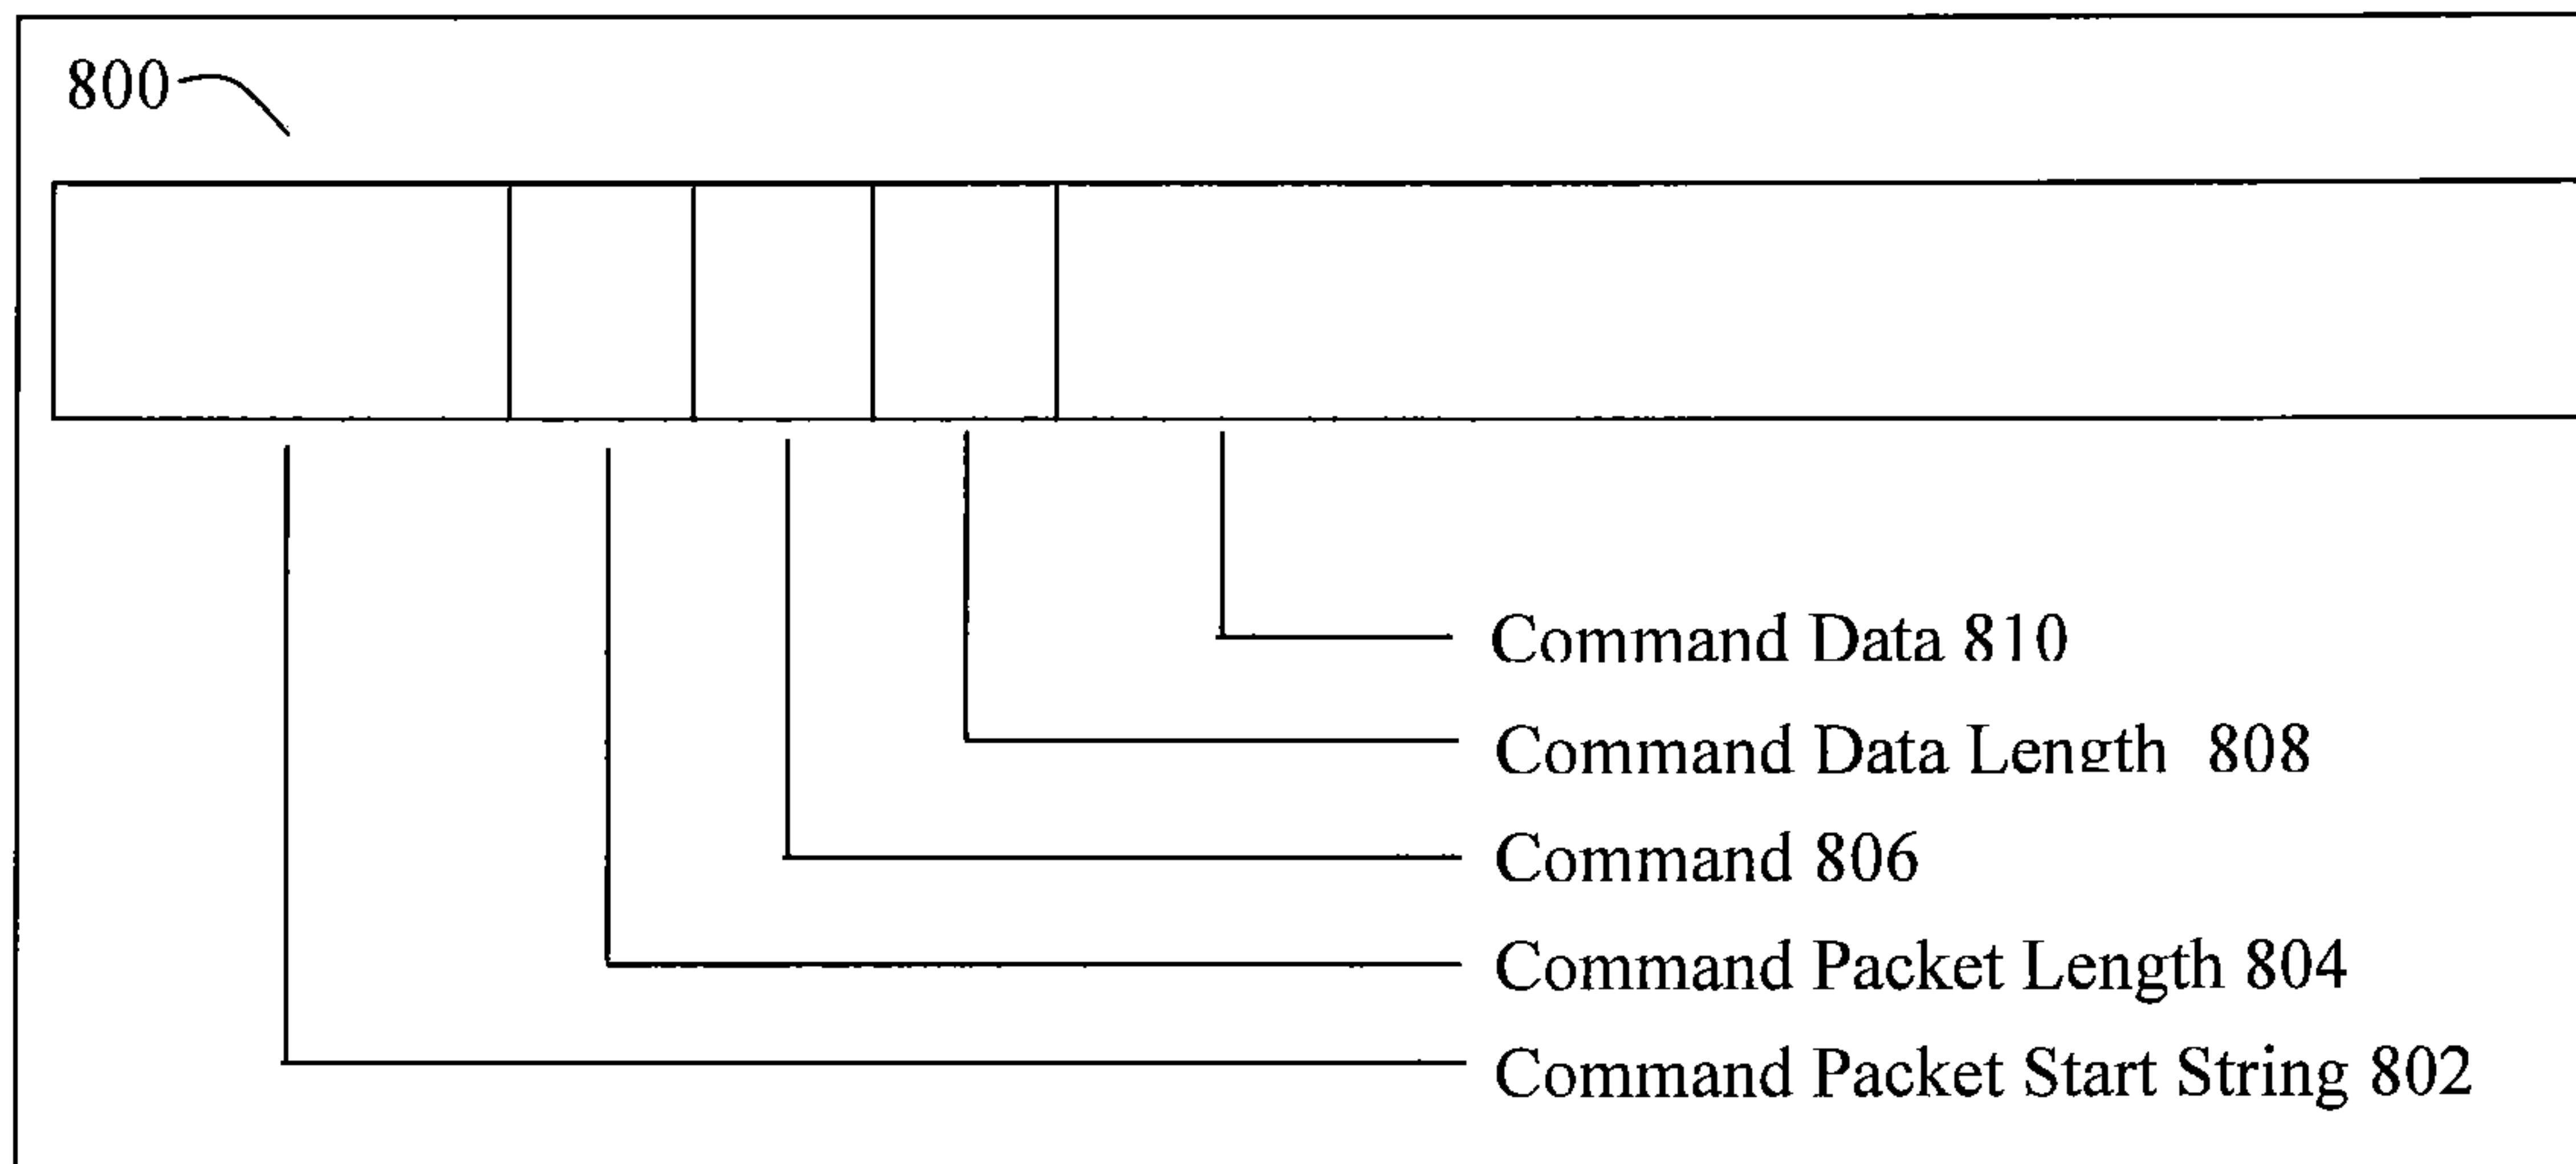 800
Command Data 810
Command Data Length 808
Command 806
Command Packet Length 804
Command Packet Start String 802